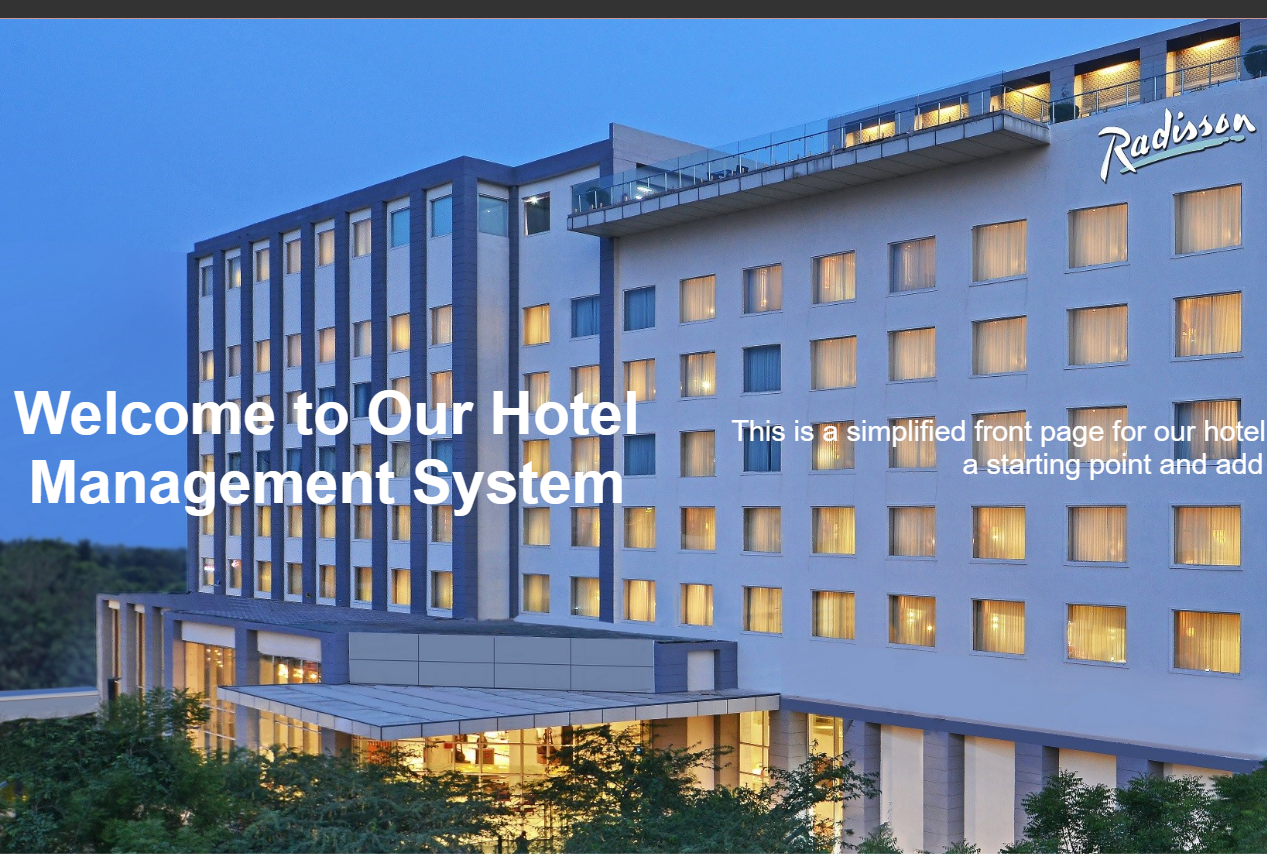 Radisson
Welcome to Our Hotel
Management System
This is a simplified front page for our hotel
a starting point and add